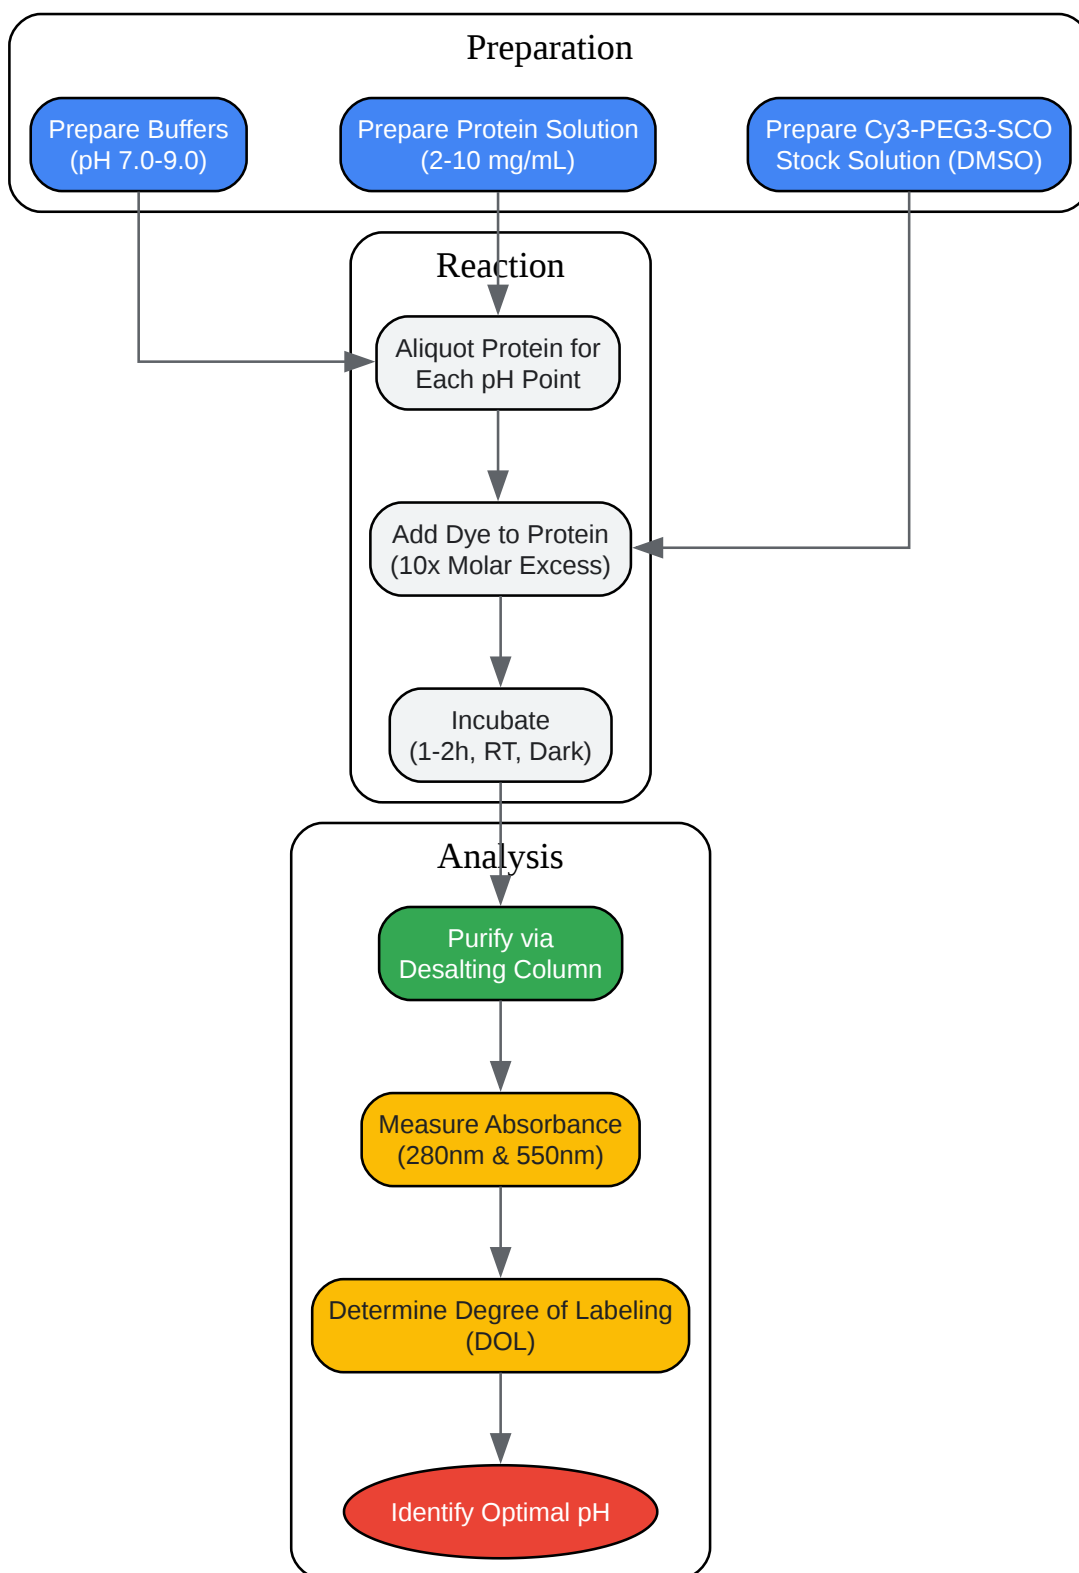 Preparation
Prepare Buffers
(pH 7.0-9.0)
Prepare Protein Solution
(2-10 mg/mL)
Prepare Cy3-PEG3-SCO
Stock Solution (DMSO)
Reaction
Aliquot Protein for
Each pH Point
Add Dye to Protein
(10x Molar Excess)
Incubate
(1-2h, RT, Dark)
Analysis
Purify via
Desalting Column
Measure Absorbance
(280nm & 550nm)
Determine Degree of Labeling
(DOL)
Identify Optimal pH